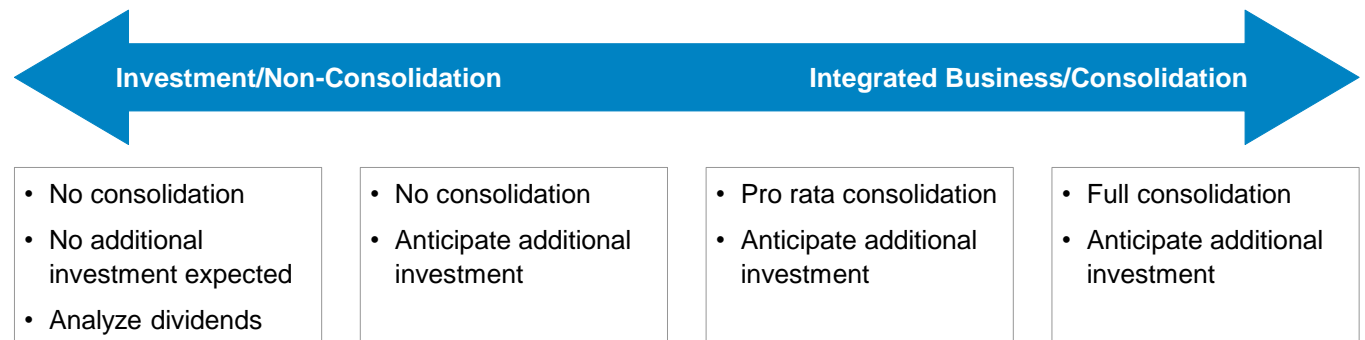 Investment/Non-Consolidation
Integrated Business/Consolidation
• No consolidation
• No additional
investment expected
• Analyze dividends
• No consolidation
• Anticipate additional
investment
• Pro rata consolidation
• Anticipate additional
investment
• Full consolidation
• Anticipate additional
investment